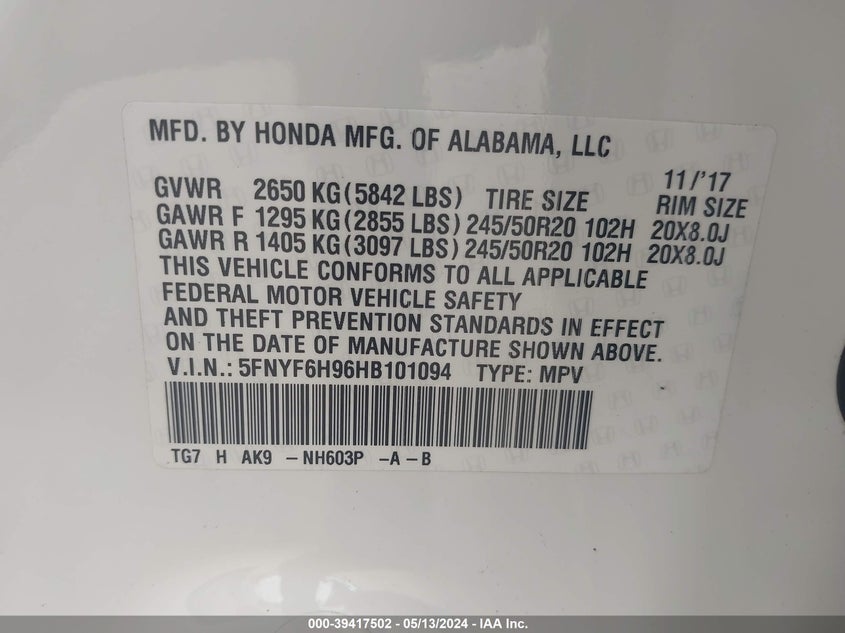 MFD. BY HONDA MFG. OF ALABAMA, LLC
11/'17
GVWR 2650 KG (5842 LBS) TIRE SIZE RIM SIZE
GAWR F 1295 KG (2855 LBS) 245/50R20 102H 20X8.0J
GAWR R 1405 KG (3097 LBS) 245/50R20 102H 20X8.0J
THIS VEHICLE CONFORMS TO ALL APPLICABLE
FEDERAL MOTOR VEHICLE SAFETY
AND THEFT PREVENTION STANDARDS IN EFFECT
ON THE DATE OF MANUFACTURE SHOWN ABOVE.
V.I.N.: 5FNYF6H96HB101094 TYPE: MPV
TG7 H AK9 - NH603P -A - B
000-39417502 - 05/13/2024 - IAA Inc.